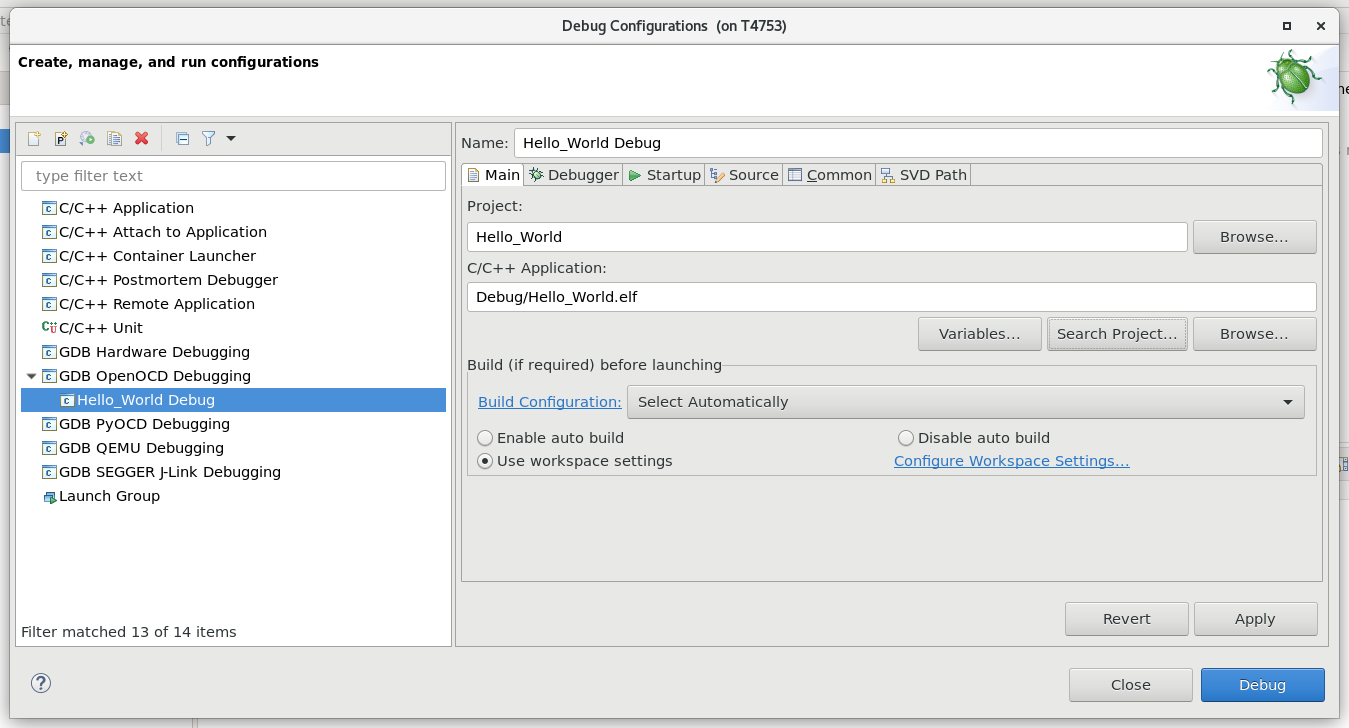 Debug Configurations (on T4753)
Create, manage, and run configurations
type filter text
C/C++ Application
C/C++ Attach to Application
C/C++ Container Launcher
C/C++ Postmortem Debugger
C/C++ Remote Application
C/C++ Unit
GDB Hardware Debugging
GDB OpenOCD Debugging
Hello_World Debug
GDB PyOCD Debugging
GDB QEMU Debugging
GDB SEGGER J-Link Debugging
Launch Group
Filter matched 13 of 14 items
Name: Hello_World Debug
Main Debugger Startup Source Common SVD Path
Project:
Hello_World Browse...
C/C++ Application:
Debug/Hello_World.elf
Variables... Search Project... Browse...
Build (if required) before launching
Build Configuration: Select Automatically
Enable auto build Disable auto build
Use workspace settings Configure Workspace Settings...
Revert Apply
? Close Debug